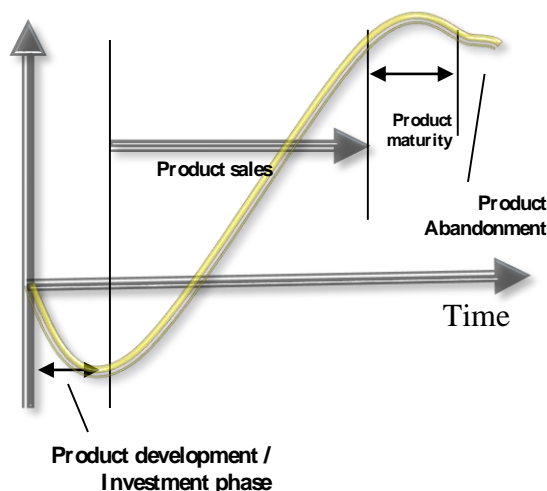 Product
maturity
Product sales
Product
Abandonment
Time
Product development /
Investment phase